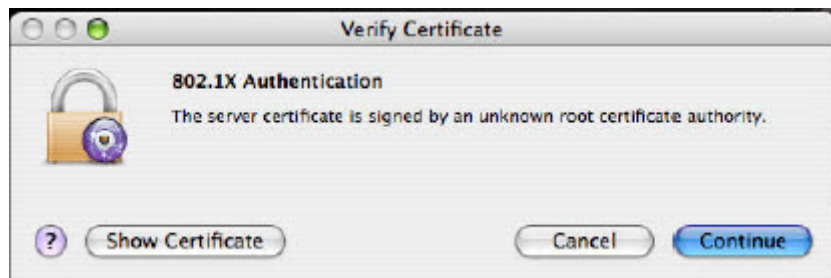 Verify Certificate
802.1X Authentication
The server certificate is signed by an unknown root certificate authority.
? Show Certificate Cancel Continue